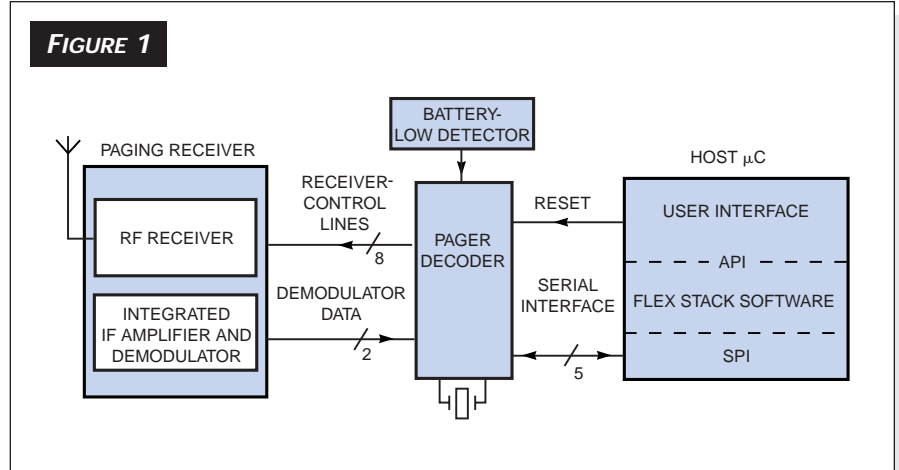 FIGURE 1
BATTERY-
LOW DETECTOR
PAGING RECEIVER
HOST μC
RECEIVER-
CONTROL
LINES
8
RESET
USER INTERFACE
RF RECEIVER
PAGER
DECODER
API
DEMODULATOR
DATA
2
SERIAL
INTERFACE
5
FLEX STACK SOFTWARE
INTEGRATED
IF AMPLIFIER AND
DEMODULATOR
SPI